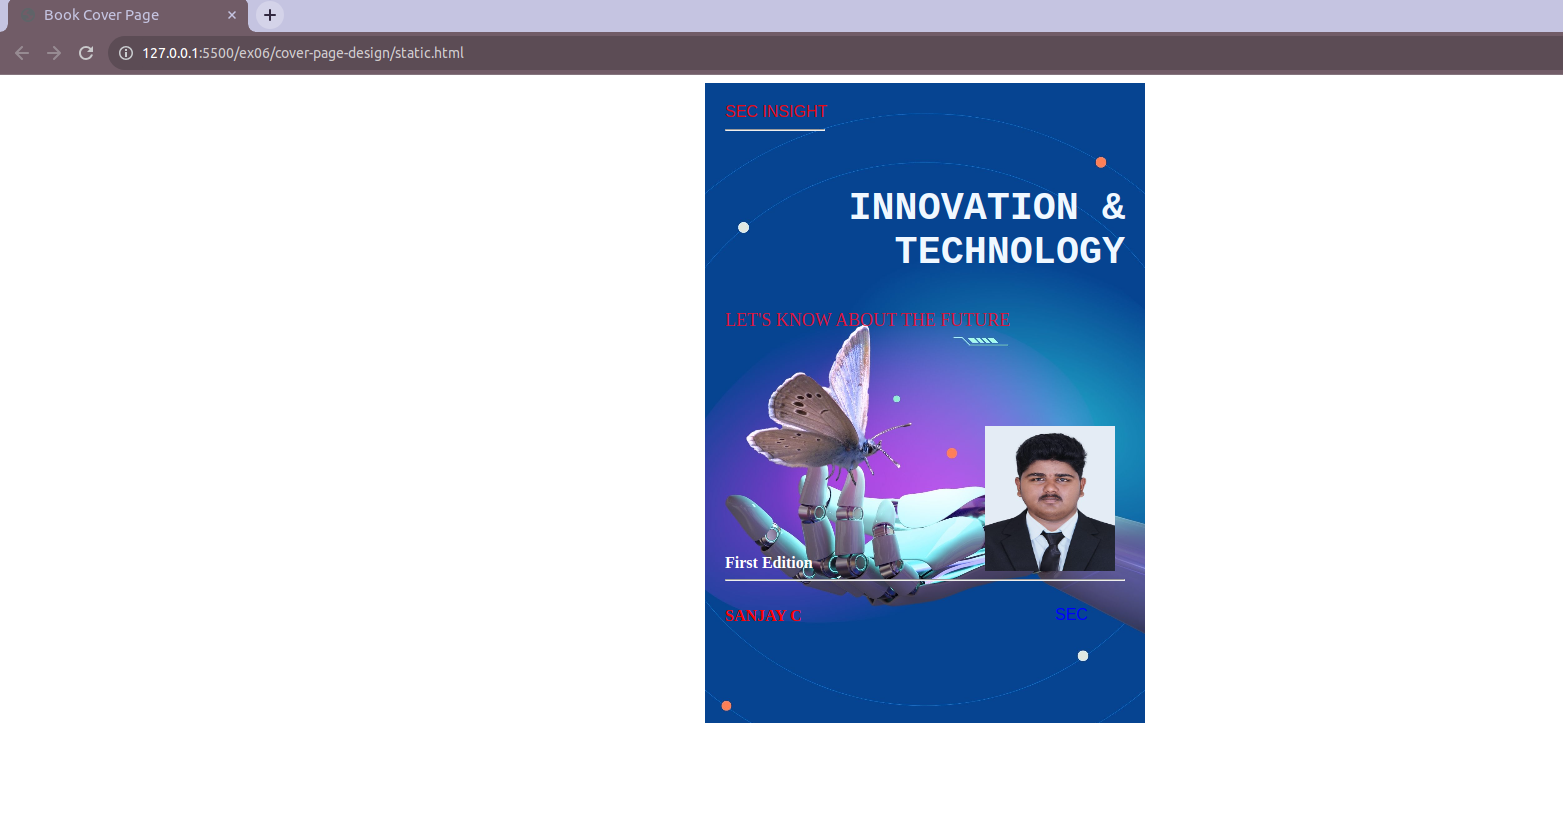 Book Cover Page
127.0.0.1:5500/ex06/cover-page-design/static.html
SEC INSIGHT
INNOVATION &
TECHNOLOGY
LET'S KNOW ABOUT THE FUTURE
First Edition
SANJAY C
SEC